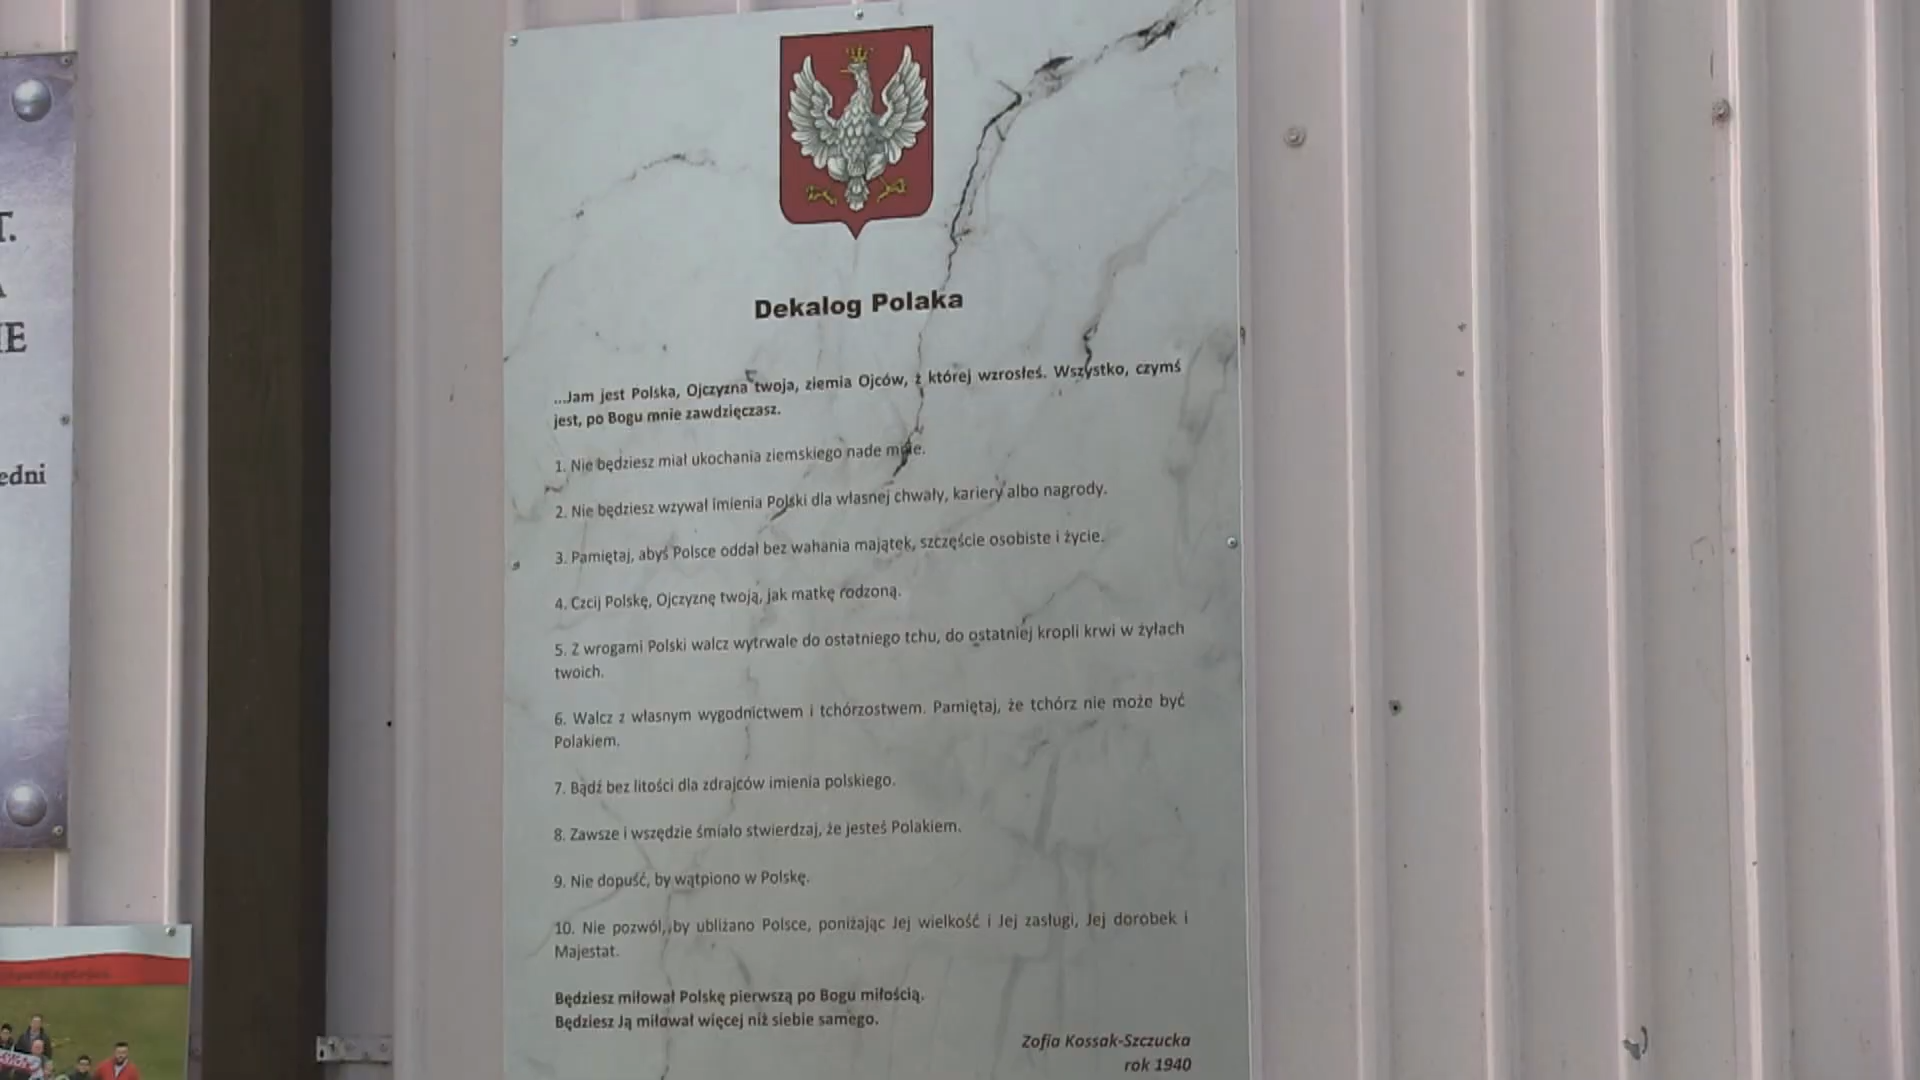 Dekalog Polaka
...Jam jest Polska, Ojczyzna twoja, ziemia Ojców, z której wzrosłeś. Wszystko, czymś
jest, po Bogu mnie zawdzięczasz.
1. Nie będziesz miał ukochania ziemskiego nade mnie.
2. Nie będziesz wzywał imienia Polski dla własnej chwały, kariery albo nagrody.
3. Pamiętaj, abyś Polsce oddał bez wahania majątek, szczęście osobiste i życie.
4. Czcij Polskę, Ojczyznę twoją, jak matkę rodzoną.
5. Z wrogami Polski walcz wytrwale do ostatniego tchu, do ostatniej kropli krwi w żyłach
twoich.
6. Walcz z własnym wygodnictwem i tchórzostwem. Pamiętaj, że tchórz nie może być
Polakiem.
7. Bądź bez litości dla zdrajców imienia polskiego.
8. Zawsze i wszędzie śmiało stwierdzaj, że jesteś Polakiem.
9. Nie dopuść, by wątpiono w Polskę.
10. Nie pozwól, by ubliżano Polsce, poniżając Jej wielkość i Jej zasługi, Jej dorobek i
Majestat.
Będziesz miłował Polskę pierwszą po Bogu miłością.
Będziesz Ją miłował więcej niż siebie samego.
Zofia Kossak-Szczucka
rok 1940
T.
A
IE
edni